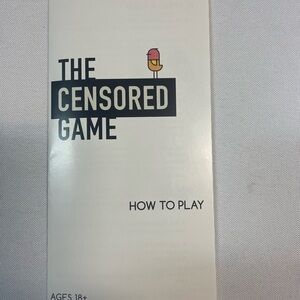 THE
CENSORED
GAME
HOW TO PLAY
AGES 18+